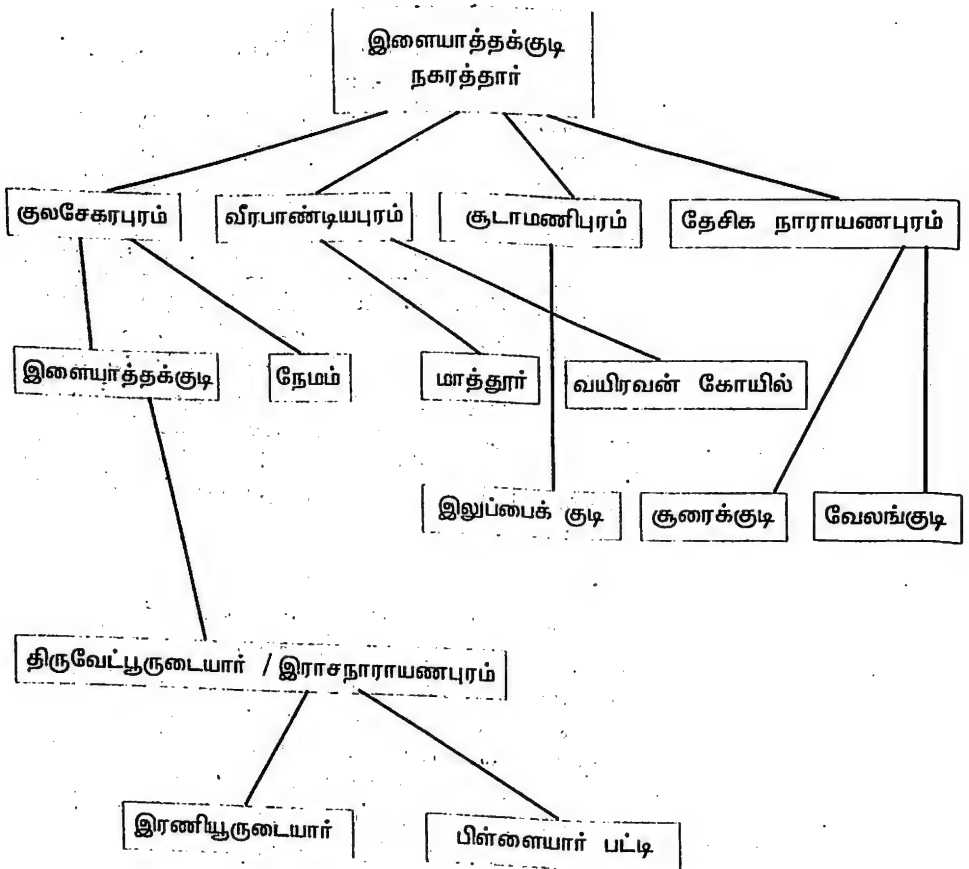 இளையாத்தக்குடி
நகரத்தார்
குலசேகரபுரம்
வீரபாண்டியபுரம்
சூடாமணிபுரம்
தேசிக நாராயணபுரம்
இளையாத்தக்குடி
நேமம்
மாத்தூர்
வயிரவன் கோயில்
இலுப்பைக் குடி
சூரைக்குடி
வேலங்குடி
திருவேட்பூருடையார் / இராசநாராயணபுரம்
இரணியூருடையார்
பிள்ளையார் பட்டி